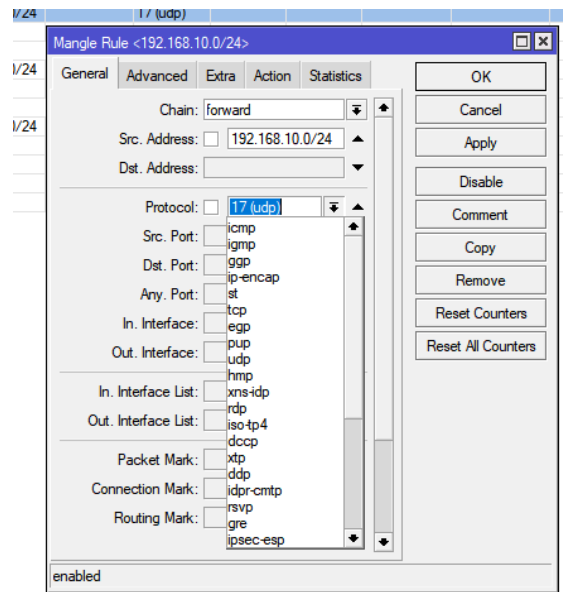 /24 17 (udp)
Mangle Rule <192.168.10.0/24>
/24
/24
General Advanced Extra Action Statistics
Chain: forward
Src. Address: 192.168.10.0/24
Dst. Address:
Protocol: 17 (udp)
Src. Port:
Dst. Port:
Any. Port:
In. Interface:
Out. Interface:
In. Interface List:
Out. Interface List:
Packet Mark:
Connection Mark:
Routing Mark:
icmp
igmp
ggp
ip-encap
st
tcp
egp
pup
udp
hmp
xns-idp
rdp
iso-tp4
dccp
xtp
ddp
idpr-cmtp
rsvp
gre
ipsec-esp
OK
Cancel
Apply
Disable
Comment
Copy
Remove
Reset Counters
Reset All Counters
enabled